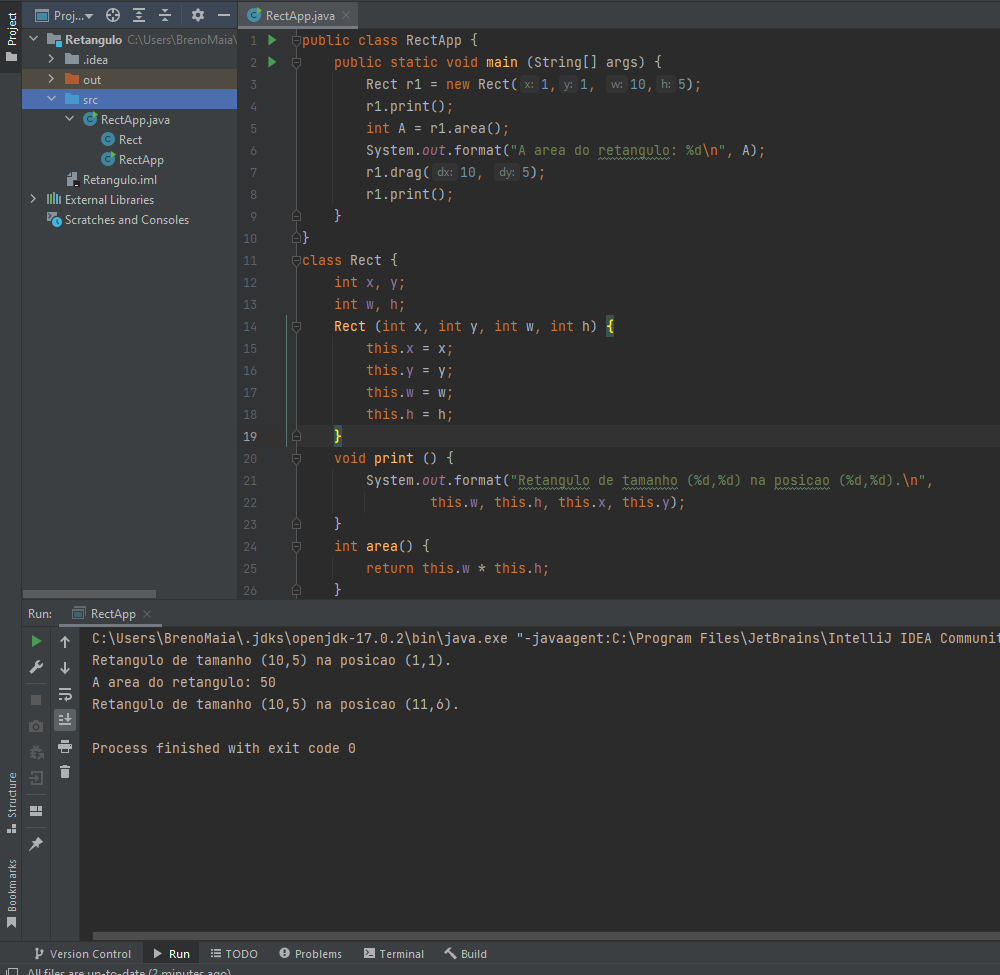 Project
Proj...
RectApp.java
Retangulo C:\Users\BrenoMaia\
.idea
out
src
RectApp.java
Rect
RectApp
Retangulo.iml
External Libraries
Scratches and Consoles
1 public class RectApp {
2 public static void main (String[] args) {
3 Rect r1 = new Rect( x: 1, y: 1, w: 10, h: 5);
4 r1.print();
5 int A = r1.area();
6 System.out.format("A area do retangulo: %d\n", A);
7 r1.drag( dx: 10, dy: 5);
8 r1.print();
9 }
10 }
11 class Rect {
12 int x, y;
13 int w, h;
14 Rect (int x, int y, int w, int h) {
15 this.x = x;
16 this.y = y;
17 this.w = w;
18 this.h = h;
19 }
20 void print () {
21 System.out.format("Retangulo de tamanho (%d,%d) na posicao (%d,%d).\n",
22 this.w, this.h, this.x, this.y);
23 }
24 int area() {
25 return this.w * this.h;
26 }
Run: RectApp
C:\Users\BrenoMaia\.jdks\openjdk-17.0.2\bin\java.exe "-javaagent:C:\Program Files\JetBrains\IntelliJ IDEA Communit
Retangulo de tamanho (10,5) na posicao (1,1).
A area do retangulo: 50
Retangulo de tamanho (10,5) na posicao (11,6).
Process finished with exit code 0
Structure
Bookmarks
Version Control
Run
TODO
Problems
Terminal
Build
All files are up-to-date (2 minutes ago)